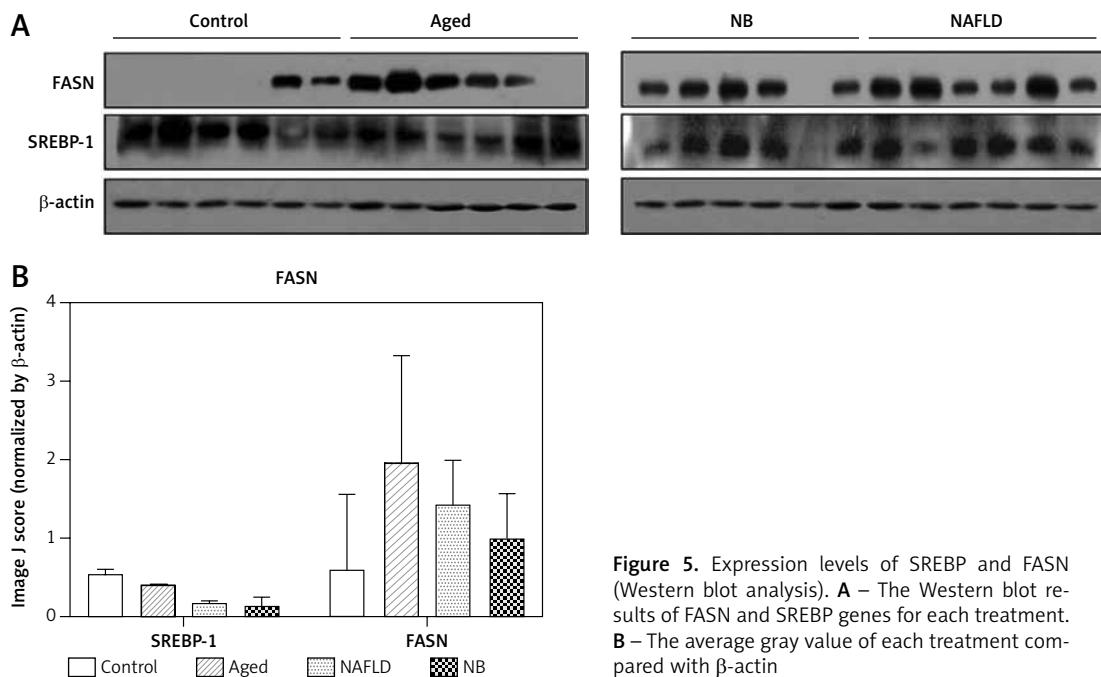 A
Control Aged NB NAFLD
FASN
SREBP-1
β-actin
B
FASN
Image J score (normalized by β-actin)
4
3
2
1
0
SREBP-1 FASN
Control Aged NAFLD NB
Figure 5. Expression levels of SREBP and FASN
(Western blot analysis). A – The Western blot re-
sults of FASN and SREBP genes for each treatment.
B – The average gray value of each treatment com-
pared with β-actin